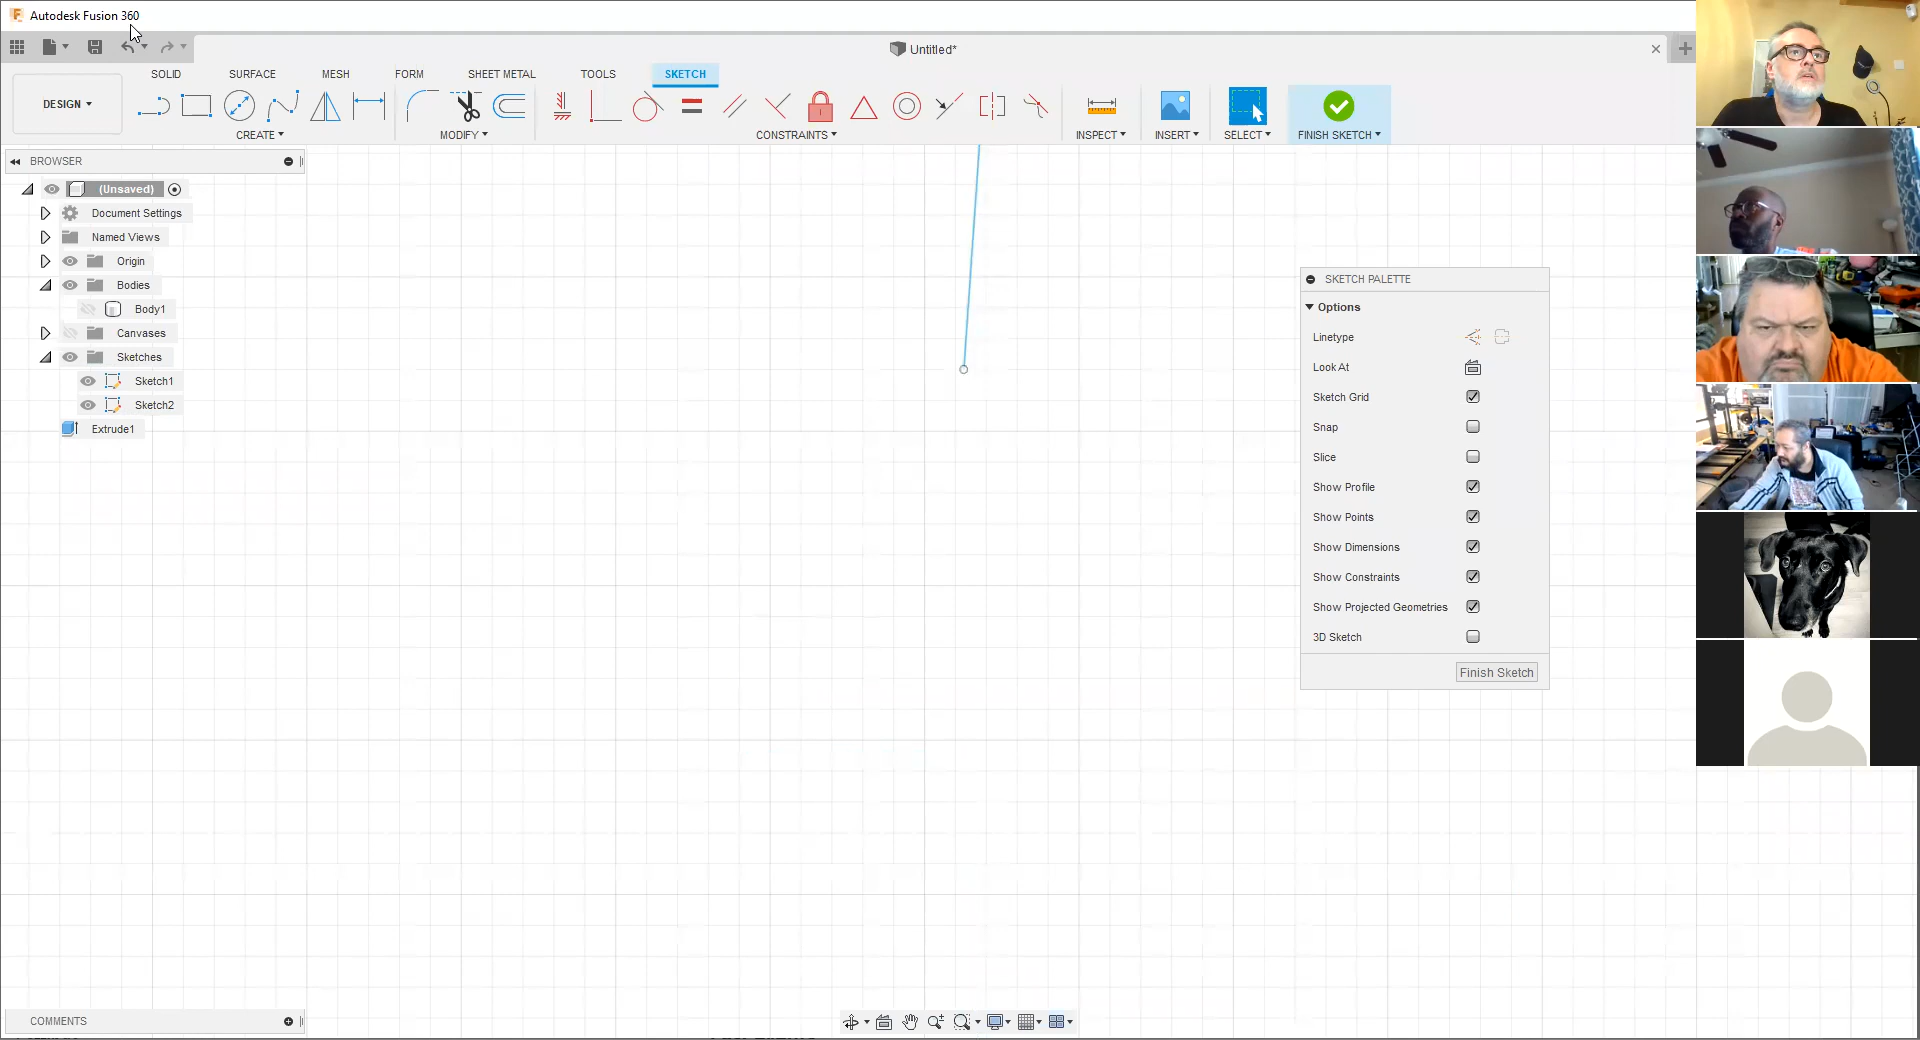 Autodesk Fusion 360
Untitled*
SOLID SURFACE MESH FORM SHEET METAL TOOLS SKETCH
DESIGN
CREATE MODIFY CONSTRAINTS INSPECT INSERT SELECT FINISH SKETCH
BROWSER
(Unsaved)
Document Settings
Named Views
Origin
Bodies
Body1
Canvases
Sketches
Sketch1
Sketch2
Extrude1
SKETCH PALETTE
Options
Linetype
Look At
Sketch Grid
Snap
Slice
Show Profile
Show Points
Show Dimensions
Show Constraints
Show Projected Geometries
3D Sketch
Finish Sketch
COMMENTS